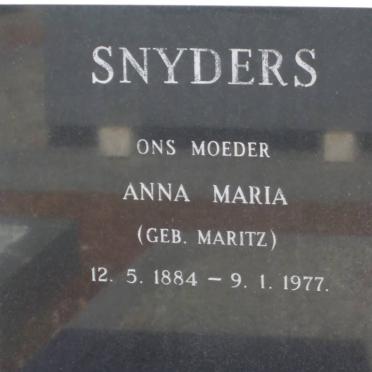 SNYDERS
ONS MOEDER
ANNA MARIA
(GEB. MARITZ)
12. 5. 1884 – 9. 1. 1977.